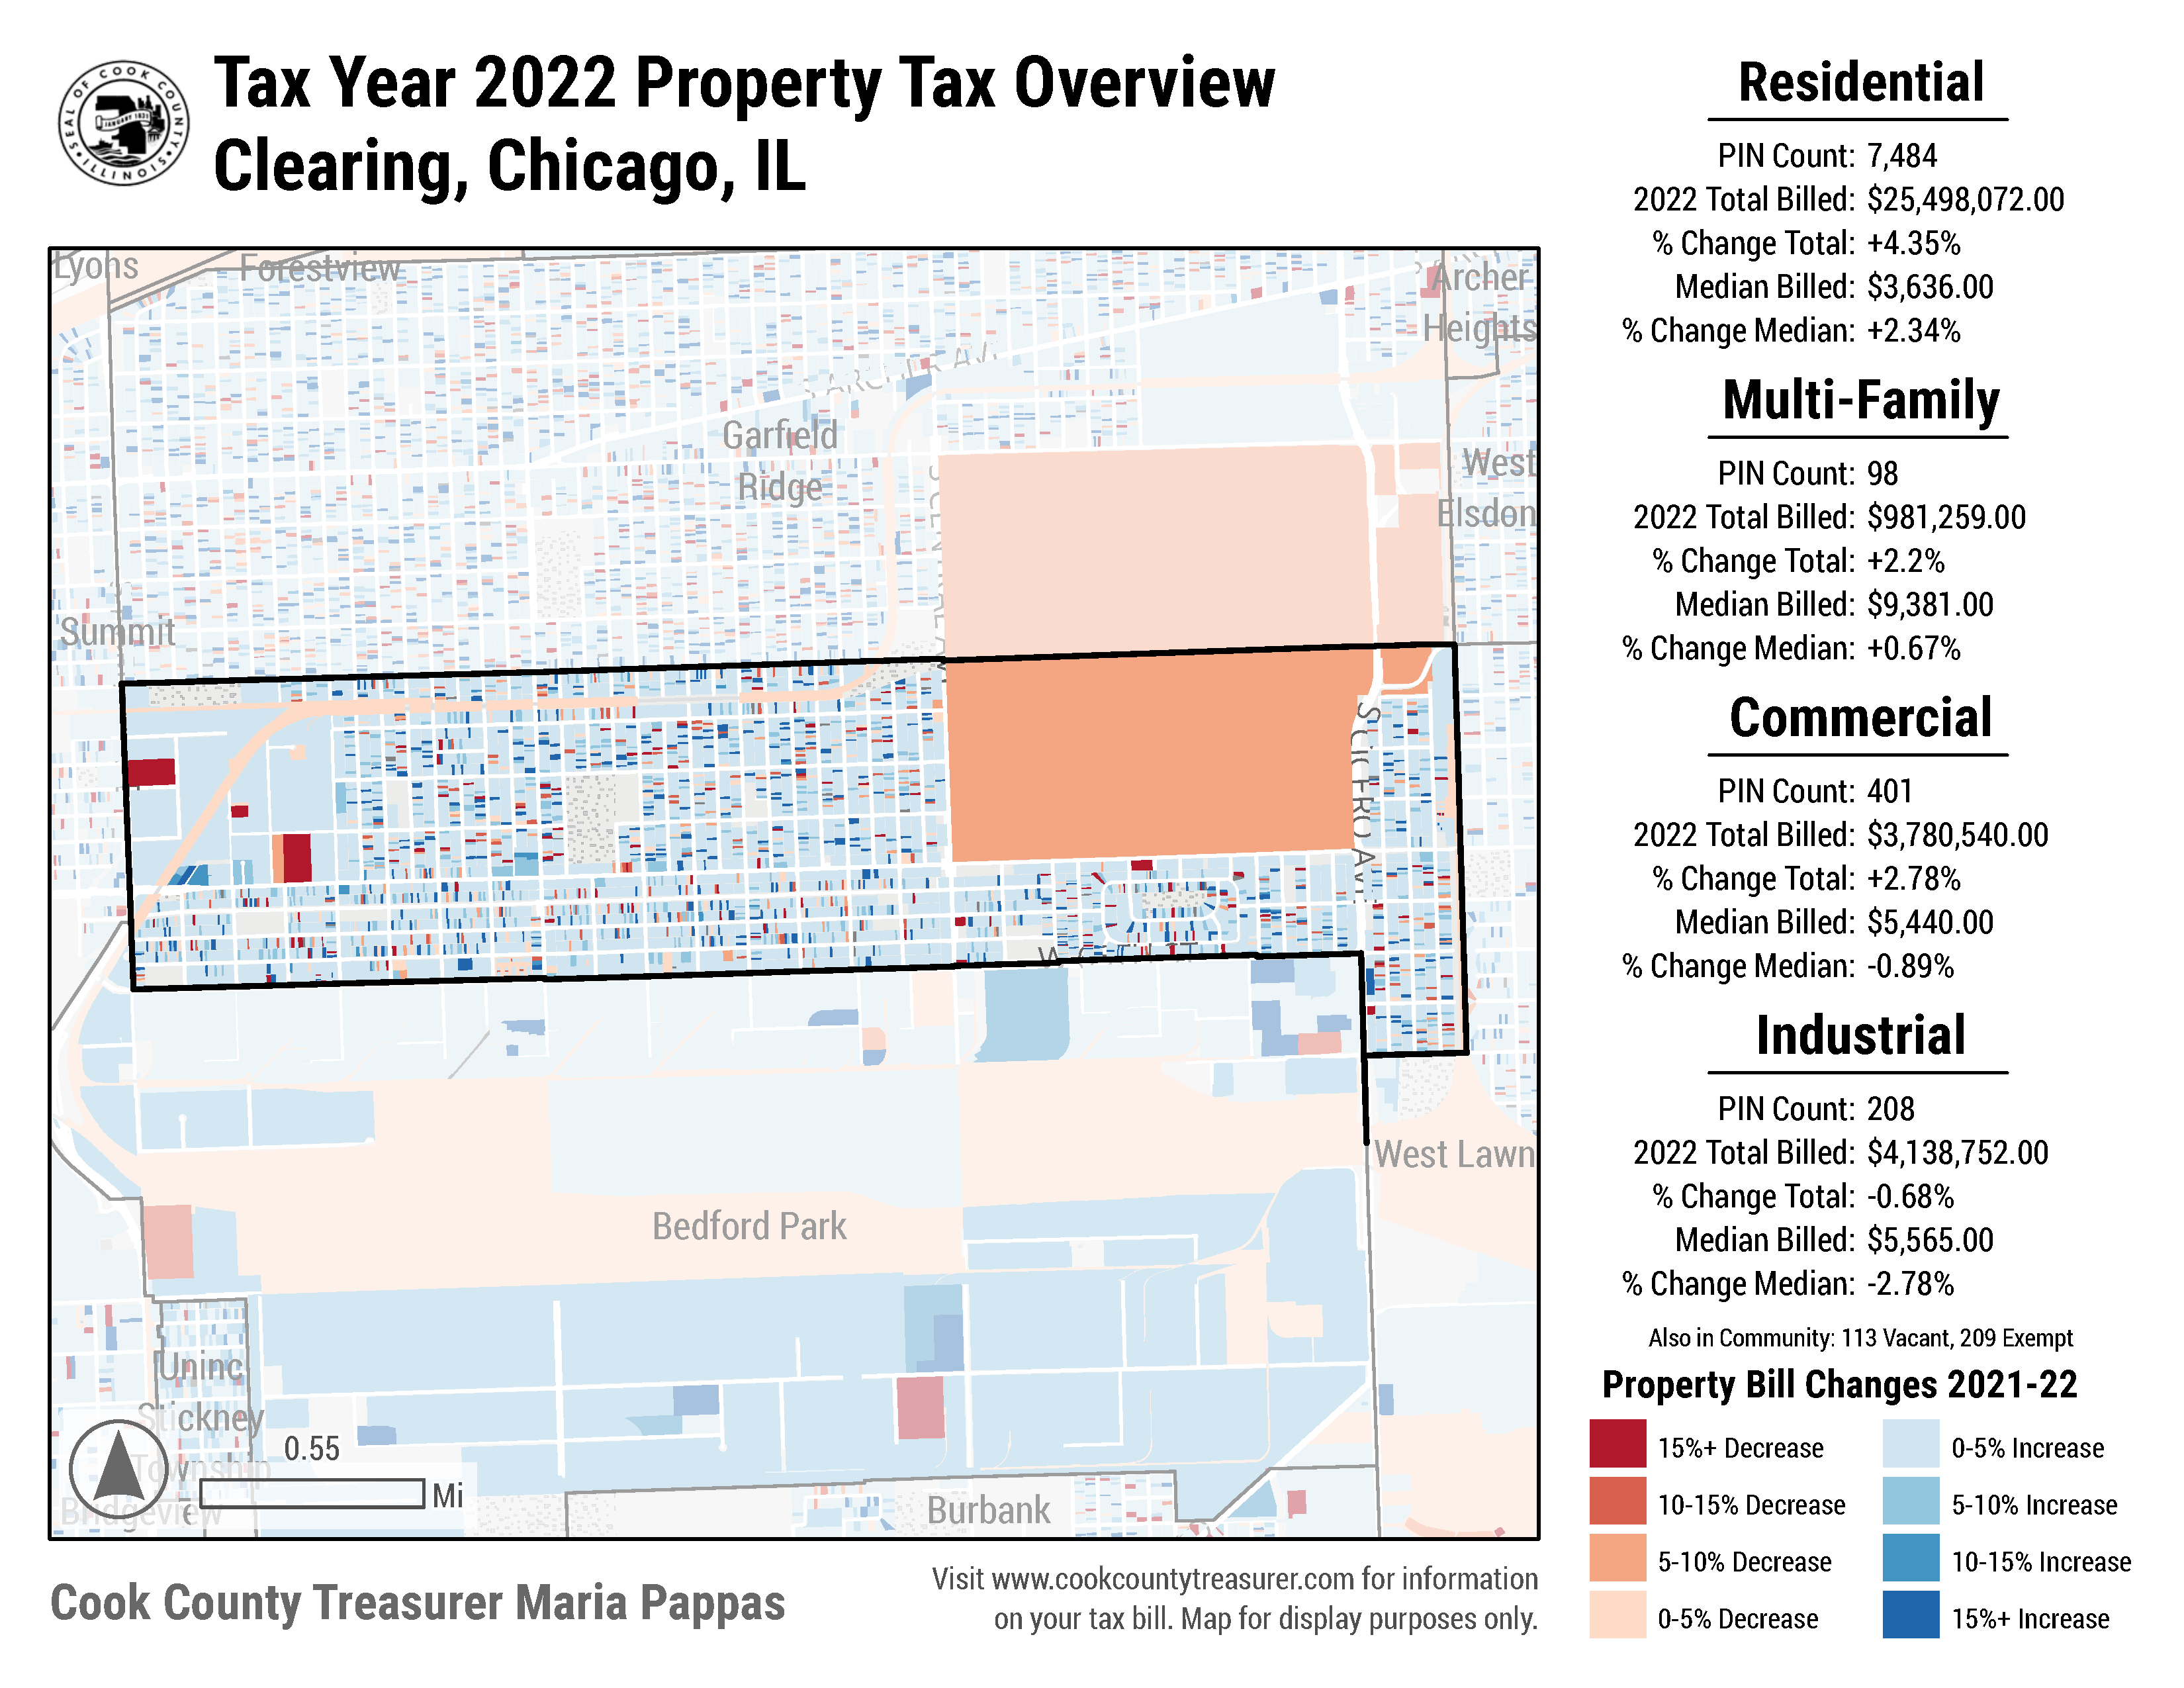 SEAL OF COOK COUNTY
ILLINOIS
JANUARY 1831
Tax Year 2022 Property Tax Overview
Clearing, Chicago, IL
Lyons
Forestview
Archer
Heights
S ARCHER AV
Garfield
Ridge
West
Elsdon
Summit
S CICERO AVE
West Lawn
Bedford Park
Uninc
Stickney
Township
Bridgeview
0.55
Mi
Burbank
Cook County Treasurer Maria Pappas
Visit www.cookcountytreasurer.com for information
on your tax bill. Map for display purposes only.
Residential
PIN Count: 7,484
2022 Total Billed: $25,498,072.00
% Change Total: +4.35%
Median Billed: $3,636.00
% Change Median: +2.34%
Multi-Family
PIN Count: 98
2022 Total Billed: $981,259.00
% Change Total: +2.2%
Median Billed: $9,381.00
% Change Median: +0.67%
Commercial
PIN Count: 401
2022 Total Billed: $3,780,540.00
% Change Total: +2.78%
Median Billed: $5,440.00
% Change Median: -0.89%
Industrial
PIN Count: 208
2022 Total Billed: $4,138,752.00
% Change Total: -0.68%
Median Billed: $5,565.00
% Change Median: -2.78%
Also in Community: 113 Vacant, 209 Exempt
Property Bill Changes 2021-22
15%+ Decrease
10-15% Decrease
5-10% Decrease
0-5% Decrease
0-5% Increase
5-10% Increase
10-15% Increase
15%+ Increase